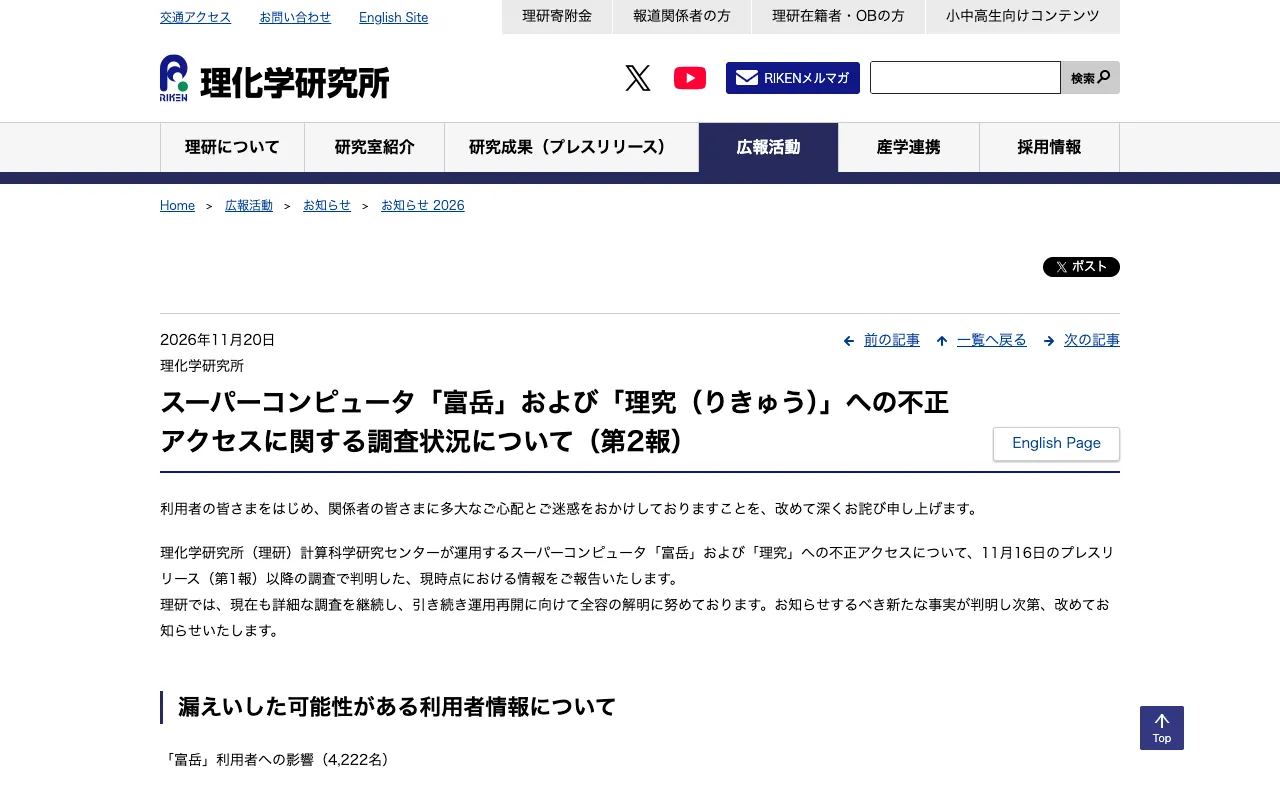 交通アクセス お問い合わせ English Site 理研寄附金 報道関係者の方 理研在籍者・OBの方 小中高生向けコンテンツ
RIKEN 理化学研究所 RIKENメルマガ 検索
理研について 研究室紹介 研究成果（プレスリリース） 広報活動 産学連携 採用情報
Home > 広報活動 > お知らせ > お知らせ 2026
ポスト
2026年11月20日 前の記事 一覧へ戻る 次の記事
理化学研究所
スーパーコンピュータ「富岳」および「理究（りきゅう）」への不正
アクセスに関する調査状況について（第2報）
English Page
利用者の皆さまをはじめ、関係者の皆さまに多大なご心配とご迷惑をおかけしておりますことを、改めて深くお詫び申し上げます。
理化学研究所（理研）計算科学研究センターが運用するスーパーコンピュータ「富岳」および「理究」への不正アクセスについて、11月16日のプレスリ
リース（第1報）以降の調査で判明した、現時点における情報をご報告いたします。
理研では、現在も詳細な調査を継続し、引き続き運用再開に向けて全容の解明に努めております。お知らせするべき新たな事実が判明し次第、改めてお
知らせいたします。
漏えいした可能性がある利用者情報について
Top
「富岳」利用者への影響（4,222名）